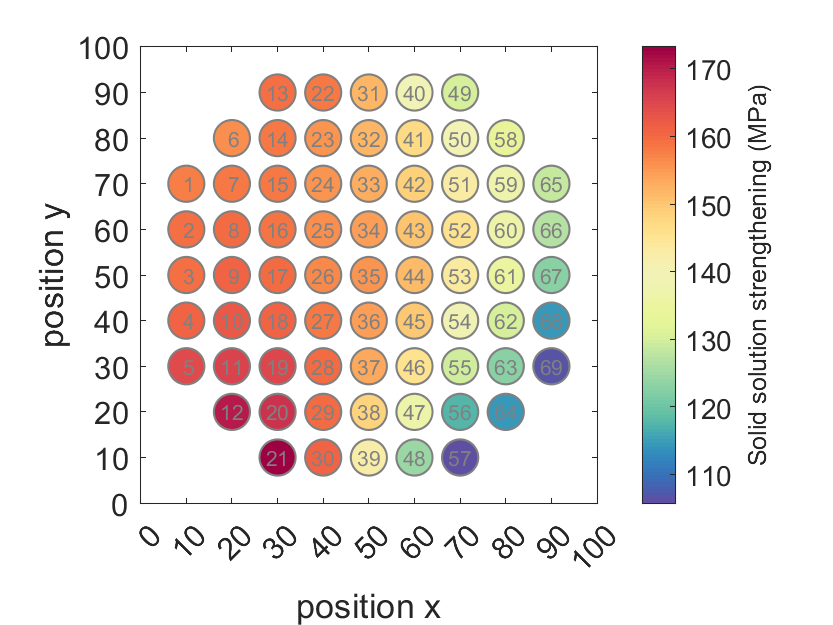 100
90
80
70
60
50
40
30
20
10
0
position y
13 22 31 40 49
6 14 23 32 41 50 58
1 7 15 24 33 42 51 59 65
2 8 16 25 34 43 52 60 66
3 9 17 26 35 44 53 61 67
4 10 18 27 36 45 54 62 68
5 11 19 28 37 46 55 63 69
12 20 29 38 47 56 64
21 30 39 48 57
0 10 20 30 40 50 60 70 80 90 100
position x
170
160
150
140
130
120
110
Solid solution strengthening (MPa)